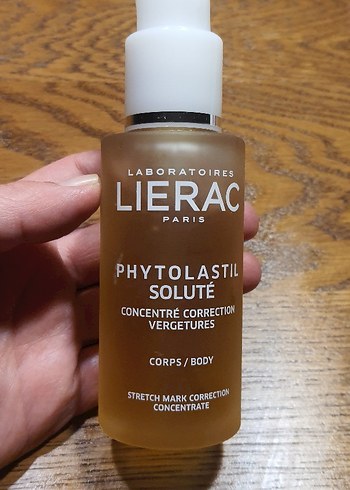 LABORATOIRES
LIERAC
PARIS
PHYTOLASTIL
SOLUTÉ
CONCENTRÉ CORRECTION
VERGETURES
CORPS / BODY
STRETCH MARK CORRECTION
CONCENTRATE